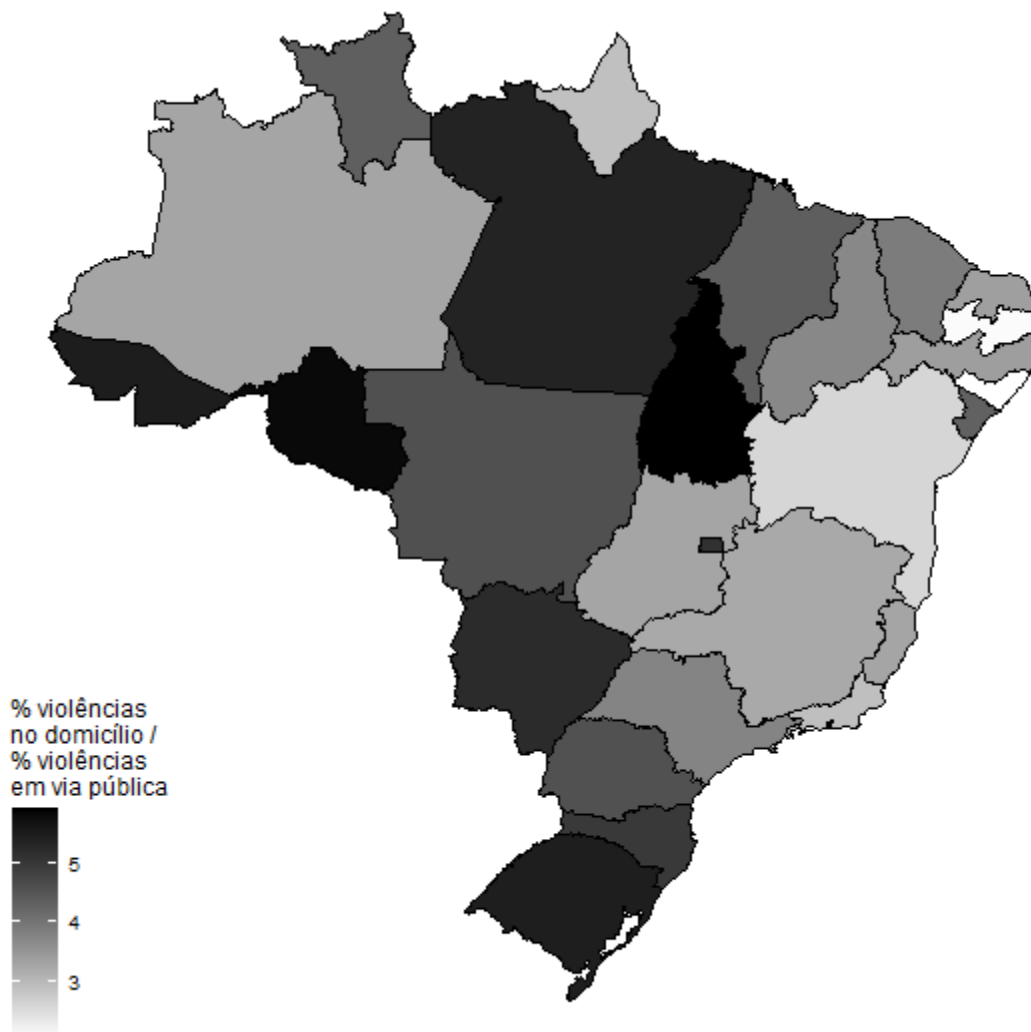 % violências
no domicílio /
% violências
em via pública
5
4
3